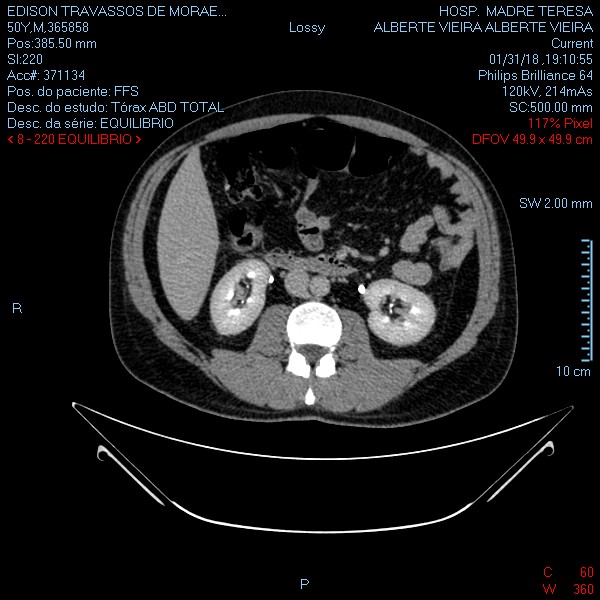 EDISON TRAVASSOS DE MORAE...
50Y,M,365858
Pos:385.50 mm
SI:220
Acc#: 371134
Pos. do paciente: FFS
Desc. do estudo: Tórax ABD TOTAL
Desc. da série: EQUILIBRIO
< 8 - 220 EQUILIBRIO >
Lossy
HOSP. MADRE TERESA
ALBERTE VIEIRA ALBERTE VIEIRA
Current
01/31/18 ,19:10:55
Philips Brilliance 64
120kV, 214mAs
SC:500.00 mm
117% Pixel
DFOV 49.9 x 49.9 cm
SW 2.00 mm
R
10 cm
P
C 60
W 360